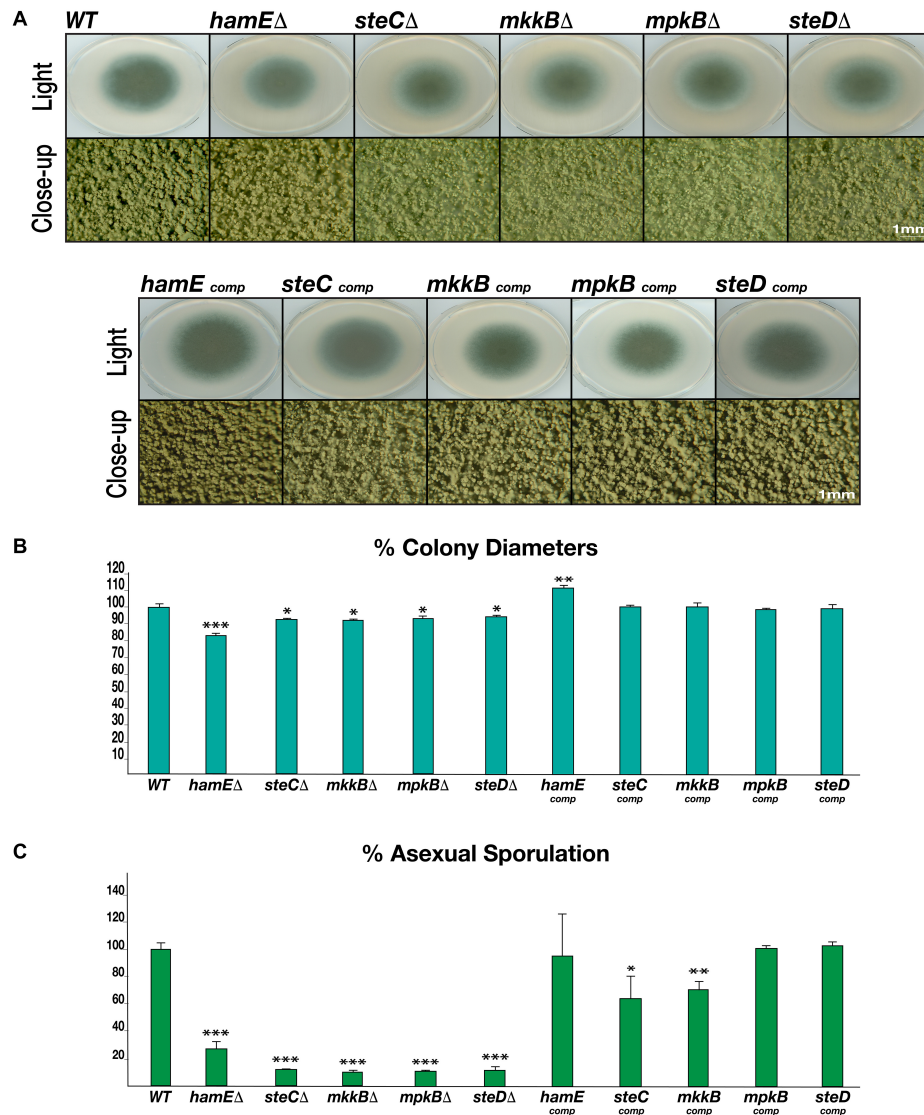 A
WT hamEΔ steCΔ mkkBΔ mpkBΔ steDΔ
Light
Close-up
1mm
hamE comp steC comp mkkB comp mpkB comp steD comp
Light
Close-up
1mm
B
% Colony Diameters
120
110
100
90
80
70
60
50
40
30
20
10
*** * * * * **
WT hamEΔ steCΔ mkkBΔ mpkBΔ steDΔ hamE steC mkkB mpkB steD
comp comp comp comp comp
C
% Asexual Sporulation
140
120
100
80
60
40
20
*** *** *** *** *** * **
WT hamEΔ steCΔ mkkBΔ mpkBΔ steDΔ hamE steC mkkB mpkB steD
comp comp comp comp comp